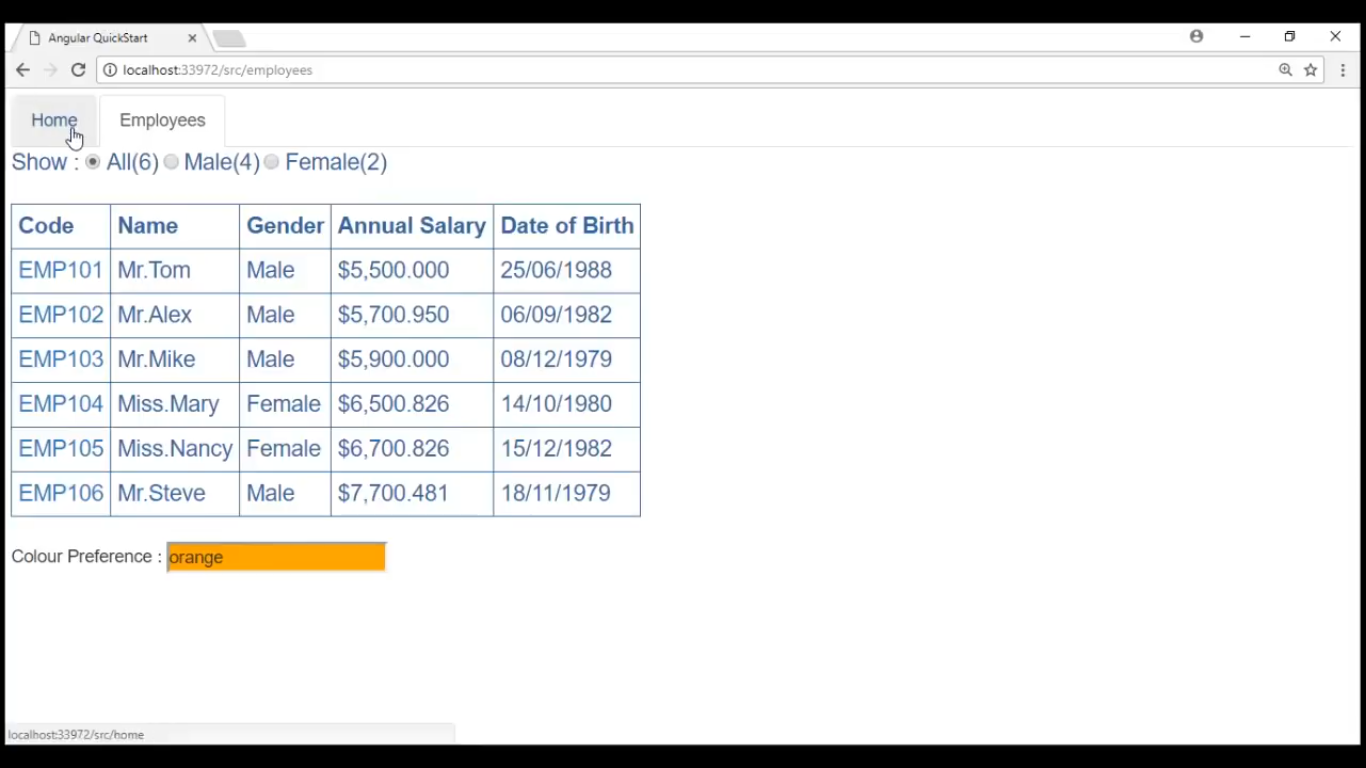 Angular QuickStart
localhost:33972/src/employees
Home Employees
Show : All(6) Male(4) Female(2)
Code Name Gender Annual Salary Date of Birth
EMP101 Mr.Tom Male $5,500.000 25/06/1988
EMP102 Mr.Alex Male $5,700.950 06/09/1982
EMP103 Mr.Mike Male $5,900.000 08/12/1979
EMP104 Miss.Mary Female $6,500.826 14/10/1980
EMP105 Miss.Nancy Female $6,700.826 15/12/1982
EMP106 Mr.Steve Male $7,700.481 18/11/1979
Colour Preference : orange
localhost:33972/src/home